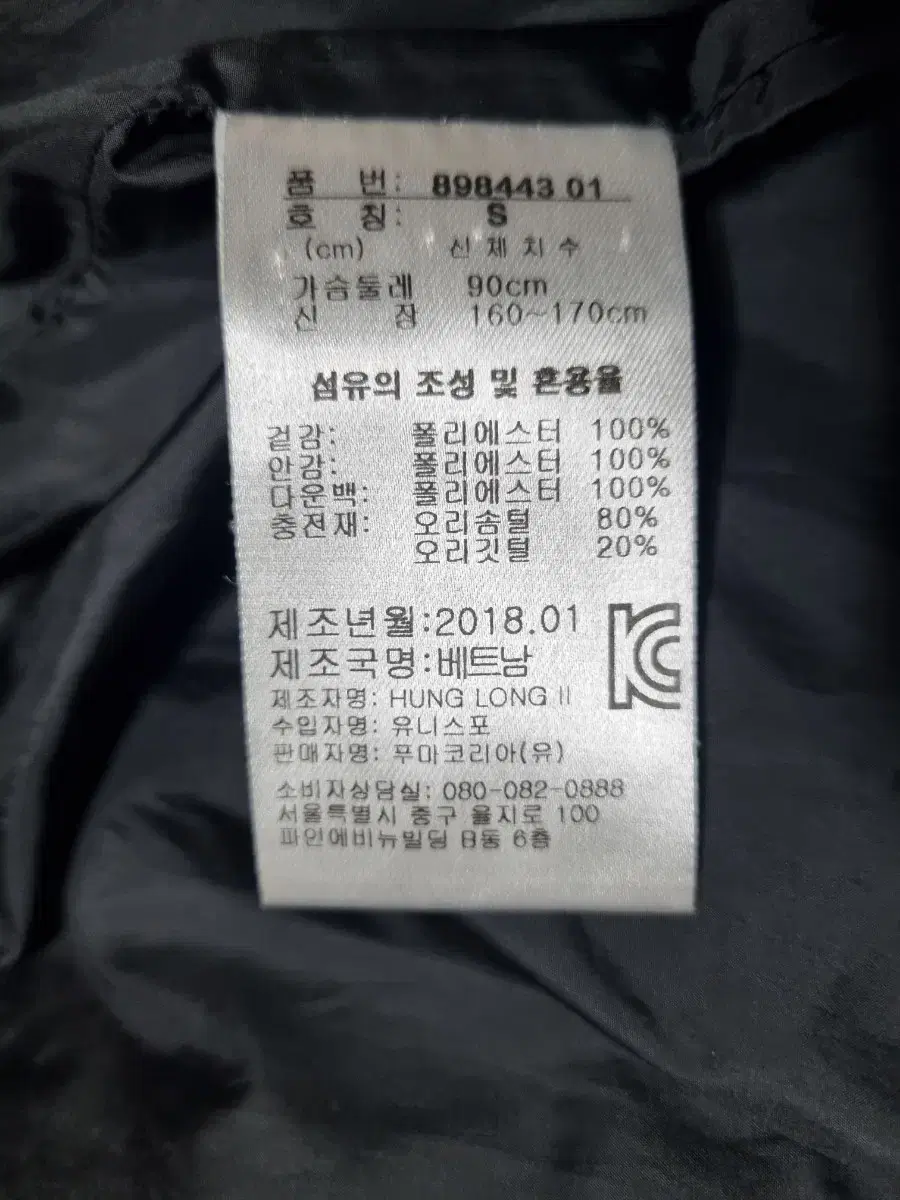 품 번: 898443 01
호 칭: S
(cm) 신 체 치 수
가슴둘레 90cm
신 장 160~170cm
섬유의 조성 및 혼용율
겉감: 폴리에스터 100%
안감: 폴리에스터 100%
다운백: 폴리에스터 100%
충전재: 오리솜털 80%
오리깃털 20%
제조년월:2018.01
제조국명:베트남
제조자명: HUNG LONG II
수입자명: 유니스포
판매자명: 푸마코리아(유)
소비자상담실: 080-082-0888
서울특별시 중구 을지로 100
파인에비뉴빌딩 B동 6층
KC